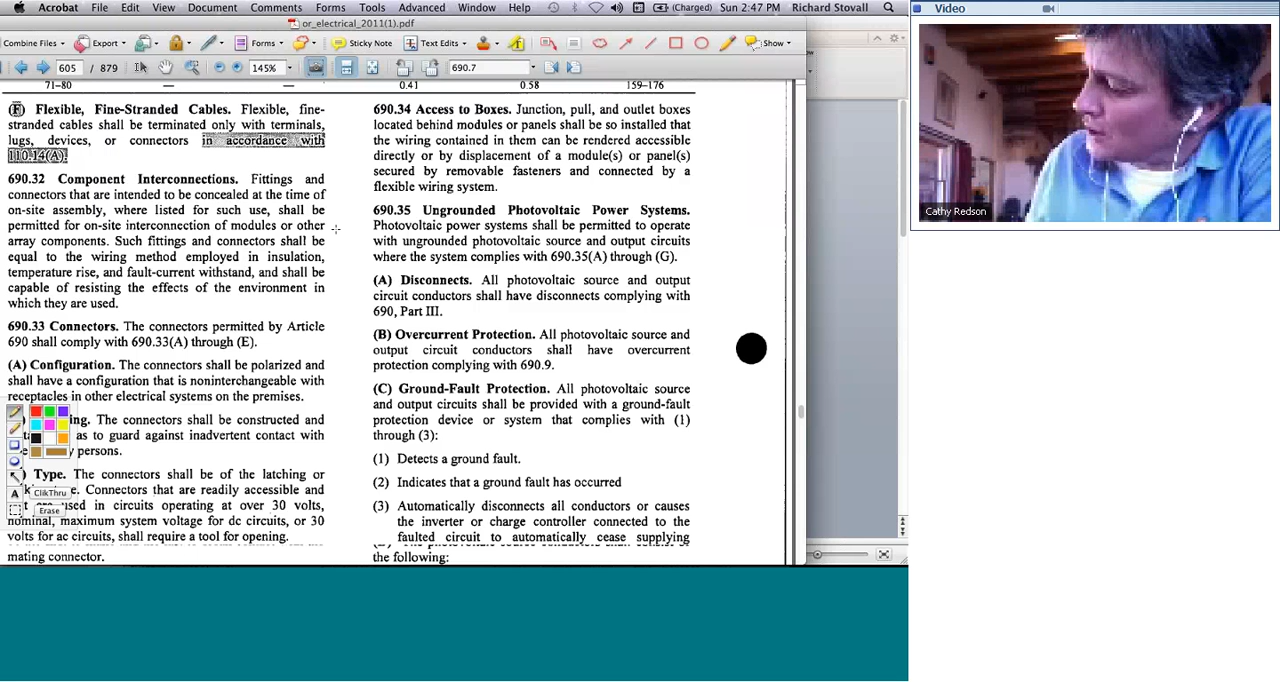 Acrobat File Edit View Document Comments Forms Tools Advanced Window Help (Charged) Sun 2:47 PM Richard Stovall
or_electrical_2011(1).pdf
Combine Files Export Forms Sticky Note Text Edits Show
605 / 879 145% 690.7
71–80 — — 0.41 0.58 159–176
(F) Flexible, Fine-Stranded Cables. Flexible, fine-
stranded cables shall be terminated only with terminals,
lugs, devices, or connectors in accordance with
110.14(A).
690.32 Component Interconnections. Fittings and
connectors that are intended to be concealed at the time of
on-site assembly, where listed for such use, shall be
permitted for on-site interconnection of modules or other
array components. Such fittings and connectors shall be
equal to the wiring method employed in insulation,
temperature rise, and fault-current withstand, and shall be
capable of resisting the effects of the environment in
which they are used.
690.33 Connectors. The connectors permitted by Article
690 shall comply with 690.33(A) through (E).
(A) Configuration. The connectors shall be polarized and
shall have a configuration that is noninterchangeable with
receptacles in other electrical systems on the premises.
ing. The connectors shall be constructed and
as to guard against inadvertent contact with
persons.
) Type. The connectors shall be of the latching or
Connectors that are readily accessible and
used in circuits operating at over 30 volts,
nominal, maximum system voltage for dc circuits, or 30
volts for ac circuits, shall require a tool for opening.
mating connector.
A ClikThru
Erase
690.34 Access to Boxes. Junction, pull, and outlet boxes
located behind modules or panels shall be so installed that
the wiring contained in them can be rendered accessible
directly or by displacement of a module(s) or panel(s)
secured by removable fasteners and connected by a
flexible wiring system.
690.35 Ungrounded Photovoltaic Power Systems.
Photovoltaic power systems shall be permitted to operate
with ungrounded photovoltaic source and output circuits
where the system complies with 690.35(A) through (G).
(A) Disconnects. All photovoltaic source and output
circuit conductors shall have disconnects complying with
690, Part III.
(B) Overcurrent Protection. All photovoltaic source and
output circuit conductors shall have overcurrent
protection complying with 690.9.
(C) Ground-Fault Protection. All photovoltaic source
and output circuits shall be provided with a ground-fault
protection device or system that complies with (1)
through (3):
(1) Detects a ground fault.
(2) Indicates that a ground fault has occurred
(3) Automatically disconnects all conductors or causes
the inverter or charge controller connected to the
faulted circuit to automatically cease supplying
the following:
Video
Cathy Redson